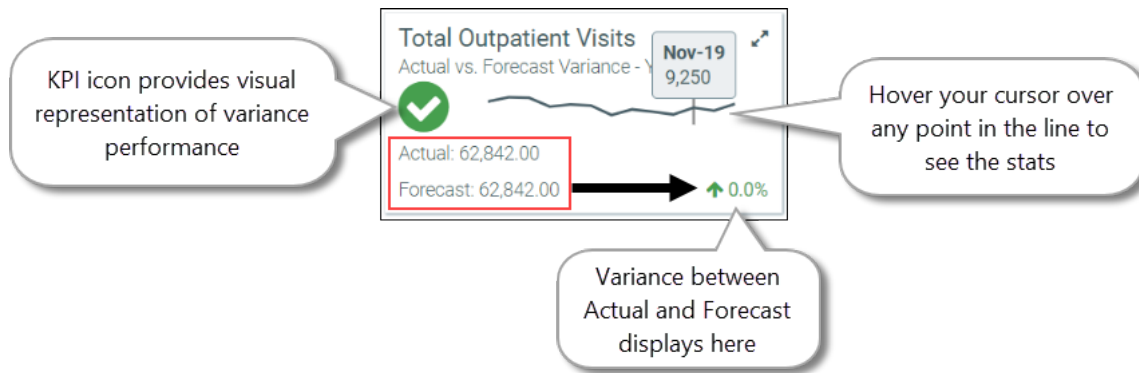 KPI icon provides visual
representation of variance
performance
Total Outpatient Visits
Actual vs. Forecast Variance -
Nov-19
9,250
Actual: 62,842.00
Forecast: 62,842.00
0.0%
Hover your cursor over
any point in the line to
see the stats
Variance between
Actual and Forecast
displays here